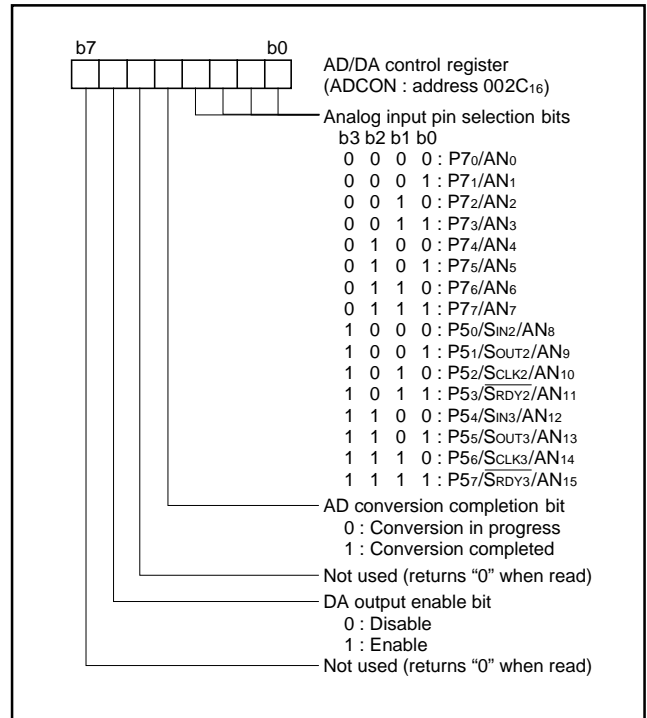 b7 b0
AD/DA control register
(ADCON : address 002C16)
Analog input pin selection bits
b3 b2 b1 b0
0 0 0 0 : P70/AN0
0 0 0 1 : P71/AN1
0 0 1 0 : P72/AN2
0 0 1 1 : P73/AN3
0 1 0 0 : P74/AN4
0 1 0 1 : P75/AN5
0 1 1 0 : P76/AN6
0 1 1 1 : P77/AN7
1 0 0 0 : P50/SIN2/AN8
1 0 0 1 : P51/SOUT2/AN9
1 0 1 0 : P52/SCLK2/AN10
1 0 1 1 : P53/SRDY2/AN11
1 1 0 0 : P54/SIN3/AN12
1 1 0 1 : P55/SOUT3/AN13
1 1 1 0 : P56/SCLK3/AN14
1 1 1 1 : P57/SRDY3/AN15
AD conversion completion bit
0 : Conversion in progress
1 : Conversion completed
Not used (returns “0” when read)
DA output enable bit
0 : Disable
1 : Enable
Not used (returns “0” when read)